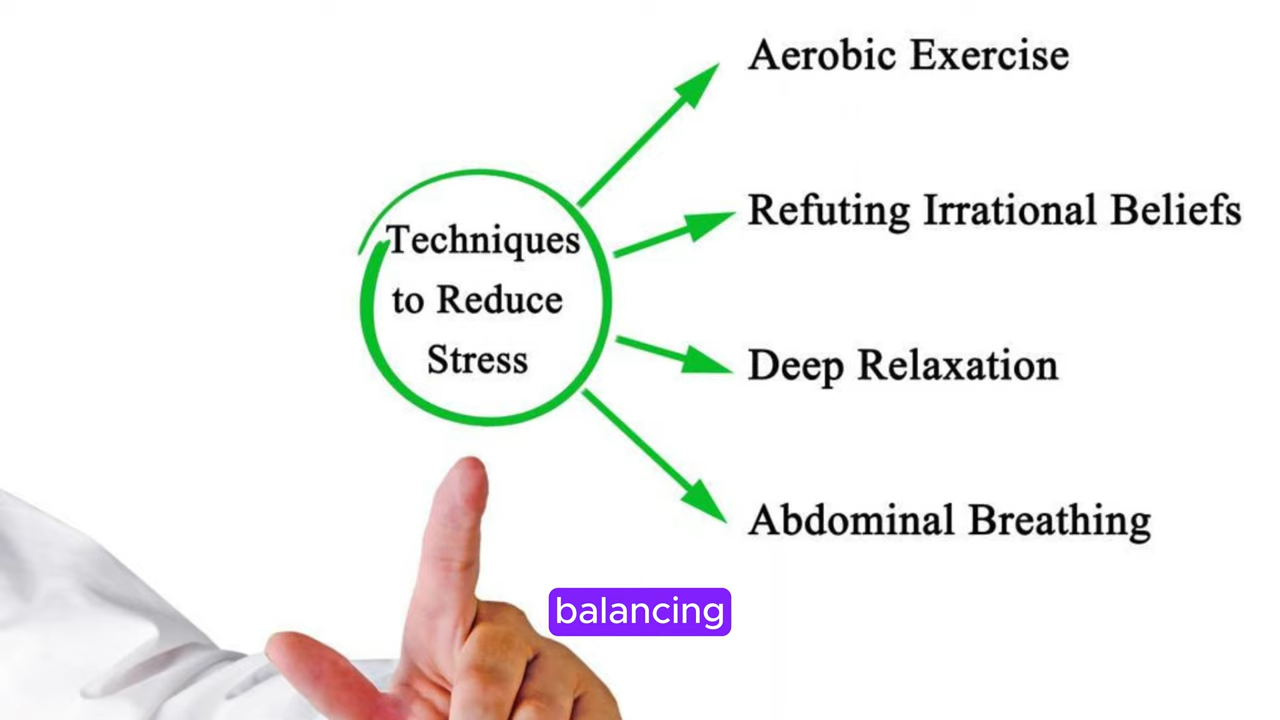 Techniques
to Reduce
Stress
Aerobic Exercise
Refuting Irrational Beliefs
Deep Relaxation
Abdominal Breathing
balancing